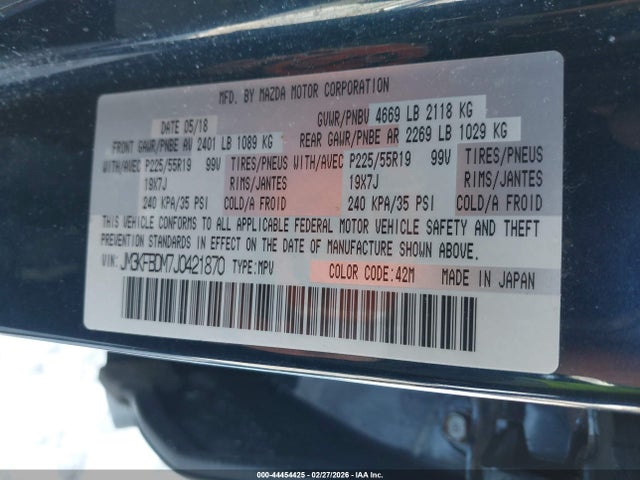 MFD. BY MAZDA MOTOR CORPORATION
DATE 05/18 GVWR/PNBV 4669 LB 2118 KG
FRONT GAWR/PNBE AV 2401 LB 1089 KG REAR GAWR/PNBE AR 2269 LB 1029 KG
WITH/AVEC P225/55R19 99V TIRES/PNEUS WITH/AVEC P225/55R19 99V TIRES/PNEUS
19X7J RIMS/JANTES 19X7J RIMS/JANTES
240 KPA/35 PSI COLD/A FROID 240 KPA/35 PSI COLD/A FROID
THIS VEHICLE CONFORMS TO ALL APPLICABLE FEDERAL MOTOR VEHICLE SAFETY AND THEFT
PREVENTION STANDARDS IN EFFECT ON THE DATE OF MANUFACTURE SHOWN ABOVE.
VIN: JM3KFBDM7J0421870 TYPE:MPV COLOR CODE:42M MADE IN JAPAN
000-44454425 - 02/27/2026 - IAA Inc.